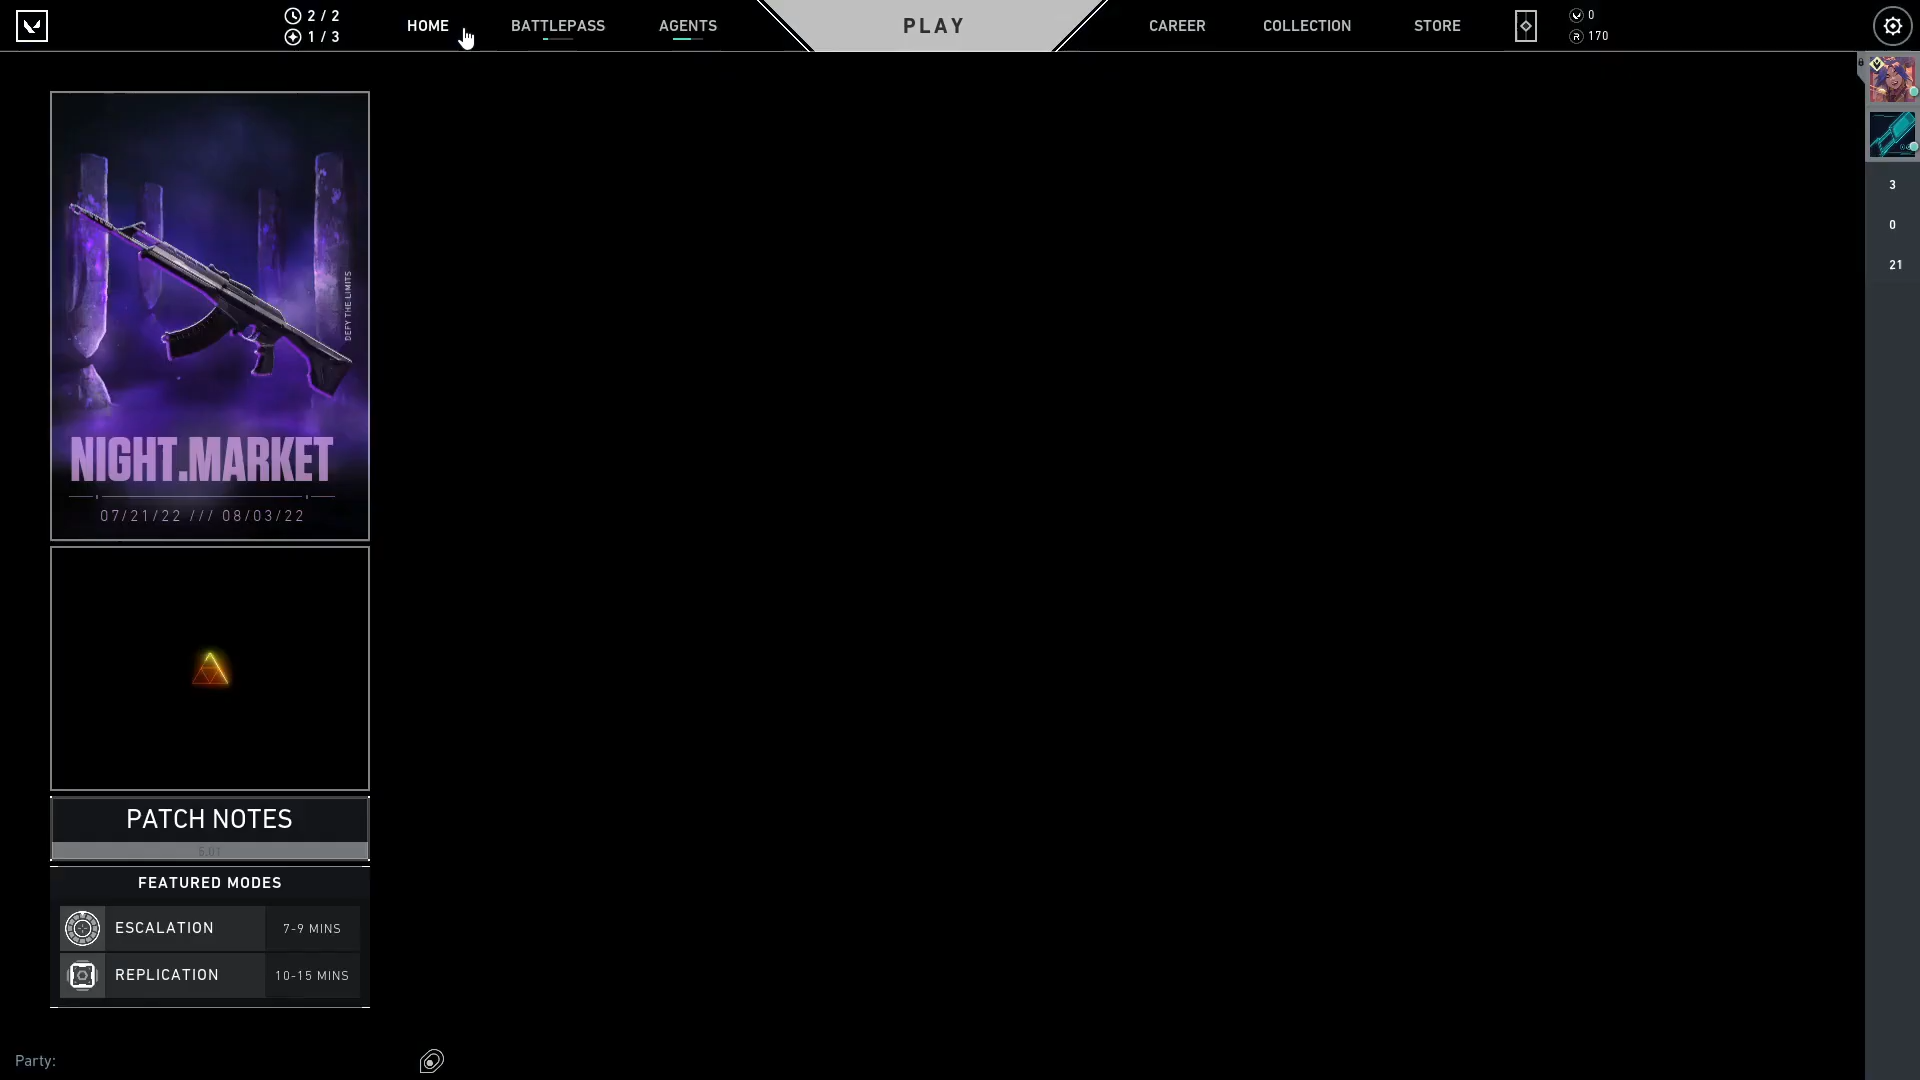 2 / 2
1 / 3
HOME
BATTLEPASS
AGENTS
PLAY
CAREER
COLLECTION
STORE
0
R 170
DEFY THE LIMITS
NIGHT.MARKET
07/21/22 /// 08/03/22
PATCH NOTES
5.01
FEATURED MODES
ESCALATION 7-9 MINS
REPLICATION 10-15 MINS
3
0
21
Party: